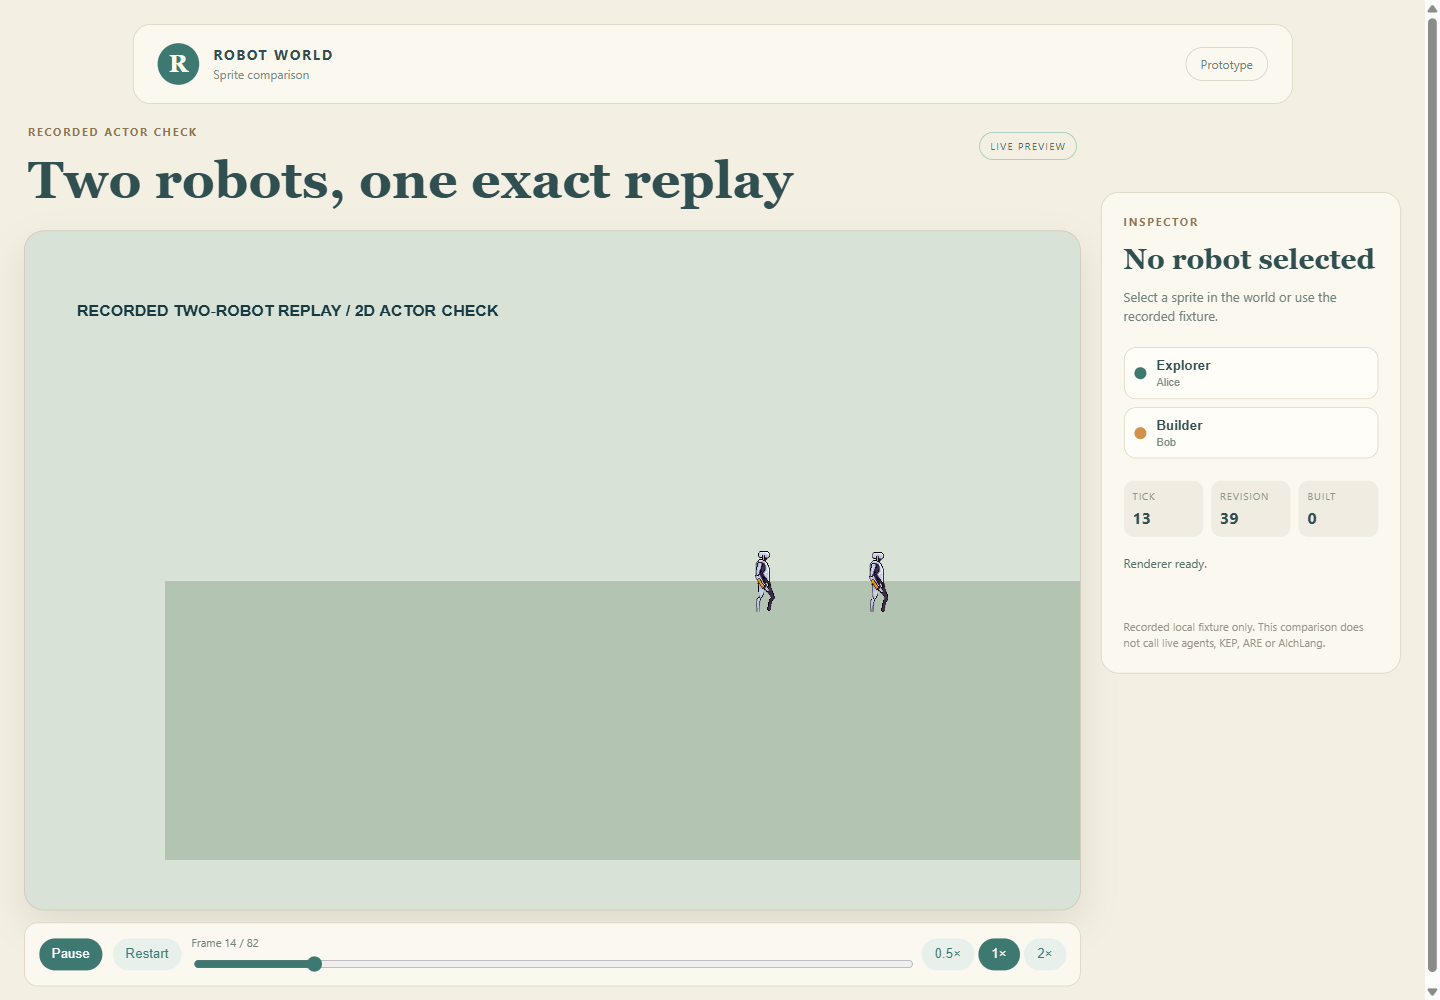 R
ROBOT WORLD
Sprite comparison
Prototype
RECORDED ACTOR CHECK
Two robots, one exact replay
LIVE PREVIEW
RECORDED TWO-ROBOT REPLAY / 2D ACTOR CHECK
Pause
Restart
Frame 14 / 82
0.5×
1×
2×
INSPECTOR
No robot selected
Select a sprite in the world or use the
recorded fixture.
Explorer
Alice
Builder
Bob
TICK
13
REVISION
39
BUILT
0
Renderer ready.
Recorded local fixture only. This comparison does
not call live agents, KEP, ARE or AlchLang.